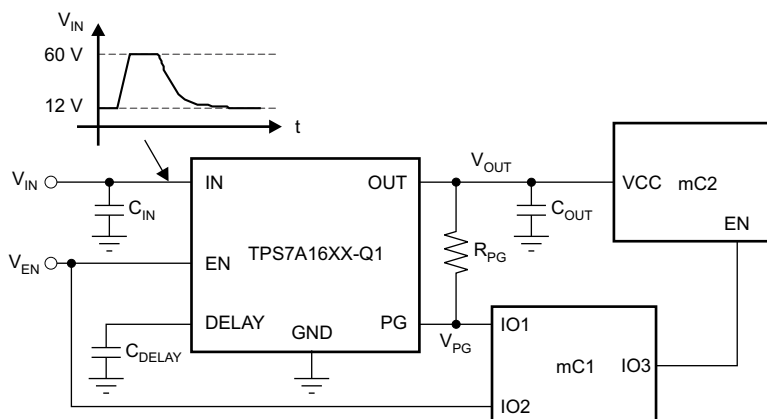 V_IN
60 V
12 V
t
V_IN
C_IN
V_EN
C_DELAY
IN
OUT
TPS7A16XX-Q1
EN
DELAY
GND
PG
V_OUT
R_PG
C_OUT
V_PG
VCC
mC2
EN
IO1
mC1
IO3
IO2